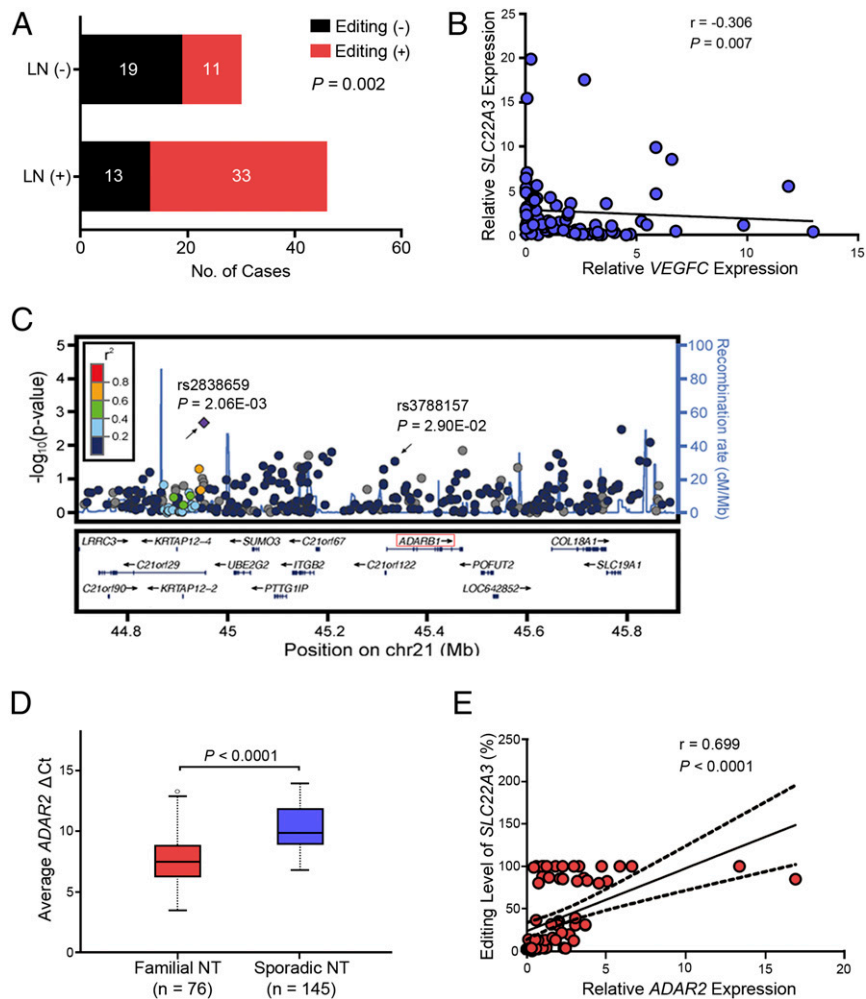 A
Editing (-)
Editing (+)
P = 0.002
LN (-)
19
11
LN (+)
13
33
0
20
40
60
No. of Cases
B
r = -0.306
P = 0.007
Relative SLC22A3 Expression
25
20
15
10
5
0
0
5
10
15
Relative VEGFC Expression
C
r2
0.8
0.6
0.4
0.2
rs2838659
P = 2.06E-03
rs3788157
P = 2.90E-02
-log10(p-value)
5
4
3
2
1
0
Recombination rate (cM/Mb)
100
80
60
40
20
0
LRRC3
KRTAP12-4
SUMO3
C21orf67
ADARB1
COL18A1
C21orf29
UBE2G2
ITGB2
C21orf122
POFUT2
SLC19A1
C21orf90
KRTAP12-2
PTTG1IP
LOC642852
44.8
45
45.2
45.4
45.6
45.8
Position on chr21 (Mb)
D
P < 0.0001
Average ADAR2 ΔCt
15
10
5
0
Familial NT
(n = 76)
Sporadic NT
(n = 145)
E
r = 0.699
P < 0.0001
Editing Level of SLC22A3 (%)
250
200
150
100
50
0
0
5
10
15
20
Relative ADAR2 Expression